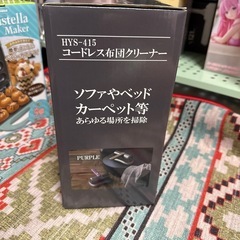 astella
Maker
HYS-415
コードレス布団クリーナー
ソファやベッド
カーペット等
あらゆる場所を掃除
PURPLE